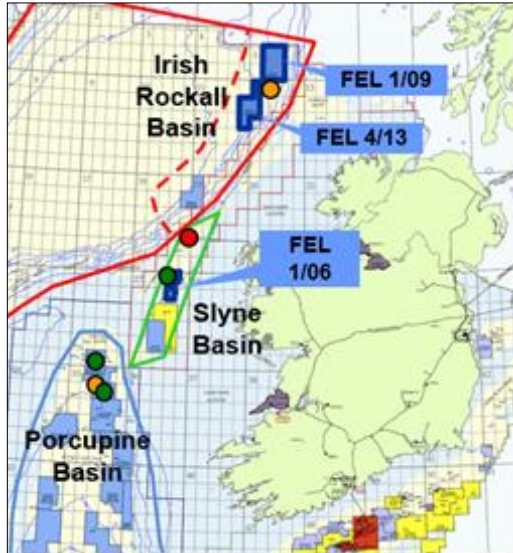 Irish
Rockall
Basin
FEL 1/09
FEL 4/13
FEL
1/06
Slyne
Basin
Porcupine
Basin